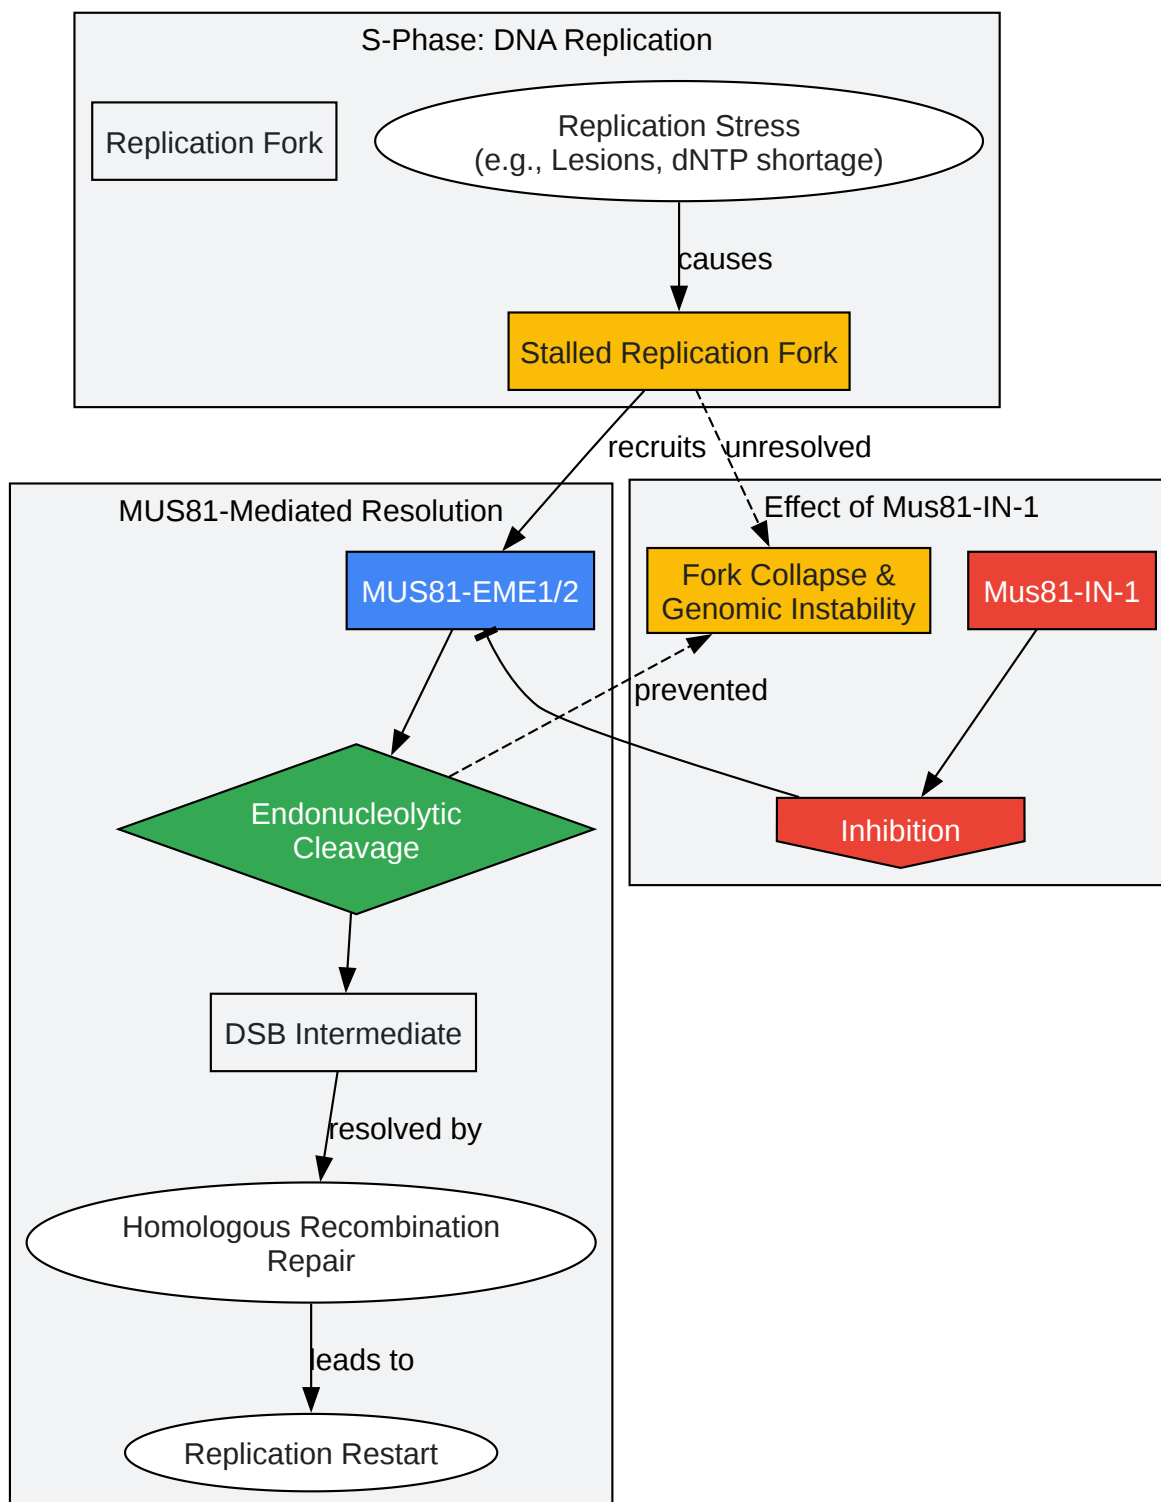 S-Phase: DNA Replication
Replication Fork
Replication Stress
(e.g., Lesions, dNTP shortage)
causes
Stalled Replication Fork
recruits
unresolved
MUS81-Mediated Resolution
Effect of Mus81-IN-1
MUS81-EME1/2
Fork Collapse &
Genomic Instability
Mus81-IN-1
prevented
Endonucleolytic
Cleavage
Inhibition
DSB Intermediate
resolved by
Homologous Recombination
Repair
leads to
Replication Restart